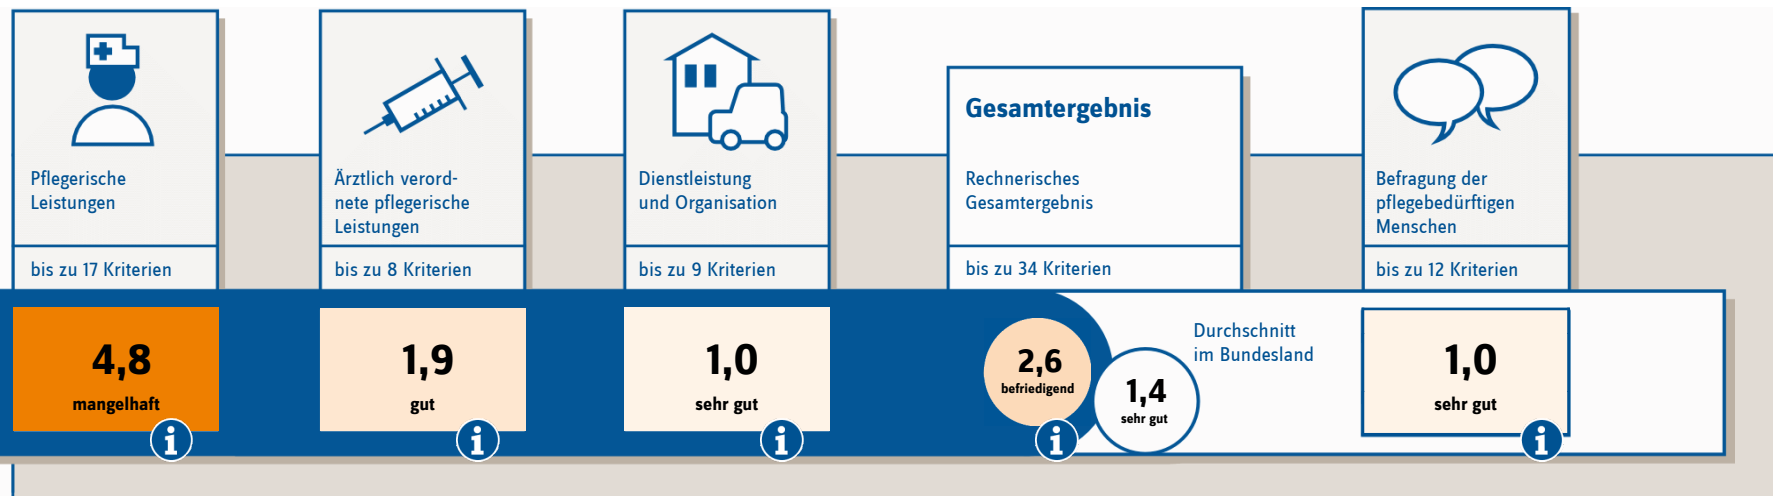 Pflegerische
Leistungen
bis zu 17 Kriterien
4,8
mangelhaft
i
Ärztlich verord-
nete pflegerische
Leistungen
bis zu 8 Kriterien
1,9
gut
i
Dienstleistung
und Organisation
bis zu 9 Kriterien
1,0
sehr gut
i
Gesamtergebnis
Rechnerisches
Gesamtergebnis
bis zu 34 Kriterien
2,6
befriedigend
i
1,4
sehr gut
Durchschnitt
im Bundesland
Befragung der
pflegebedürftigen
Menschen
bis zu 12 Kriterien
1,0
sehr gut
i